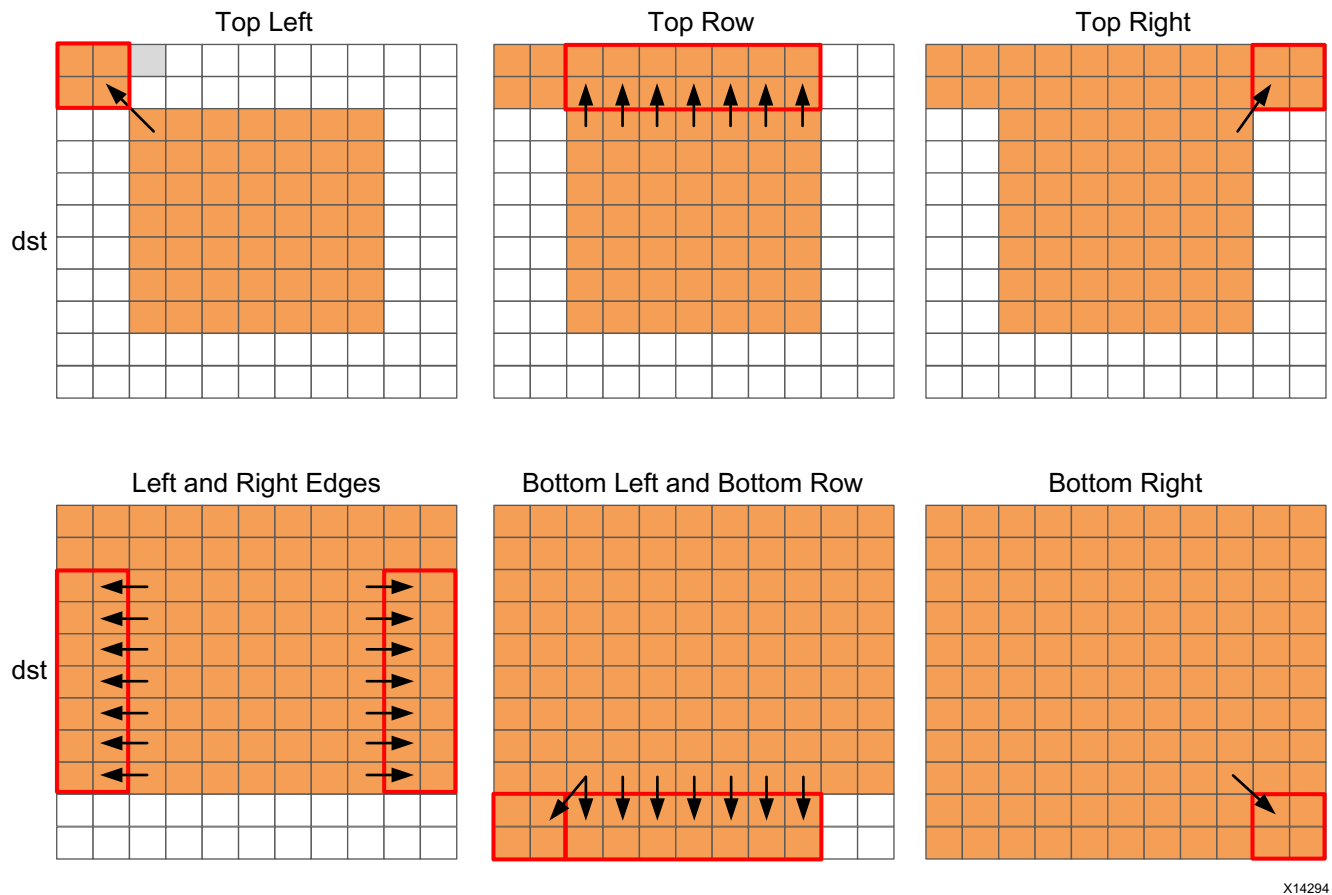 Top Left
Top Row
Top Right
dst
Left and Right Edges
Bottom Left and Bottom Row
Bottom Right
dst
X14294